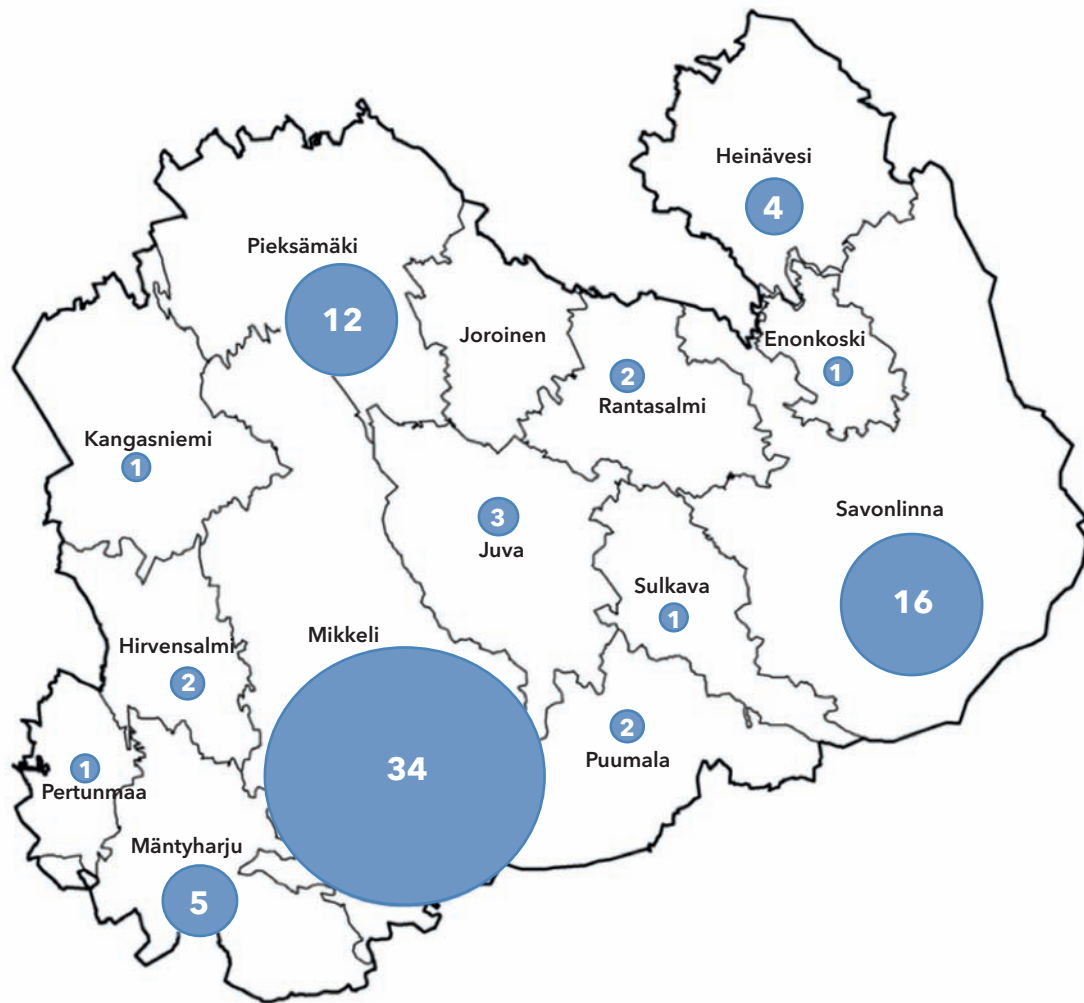 Heinävesi
4
Pieksämäki
12
Joroinen
Enonkoski
1
2
Rantasalmi
Kangasniemi
1
3
Juva
Savonlinna
16
Sulkava
1
Hirvensalmi
2
Mikkeli
34
2
Puumala
1
Pertunmaa
Mäntyharju
5